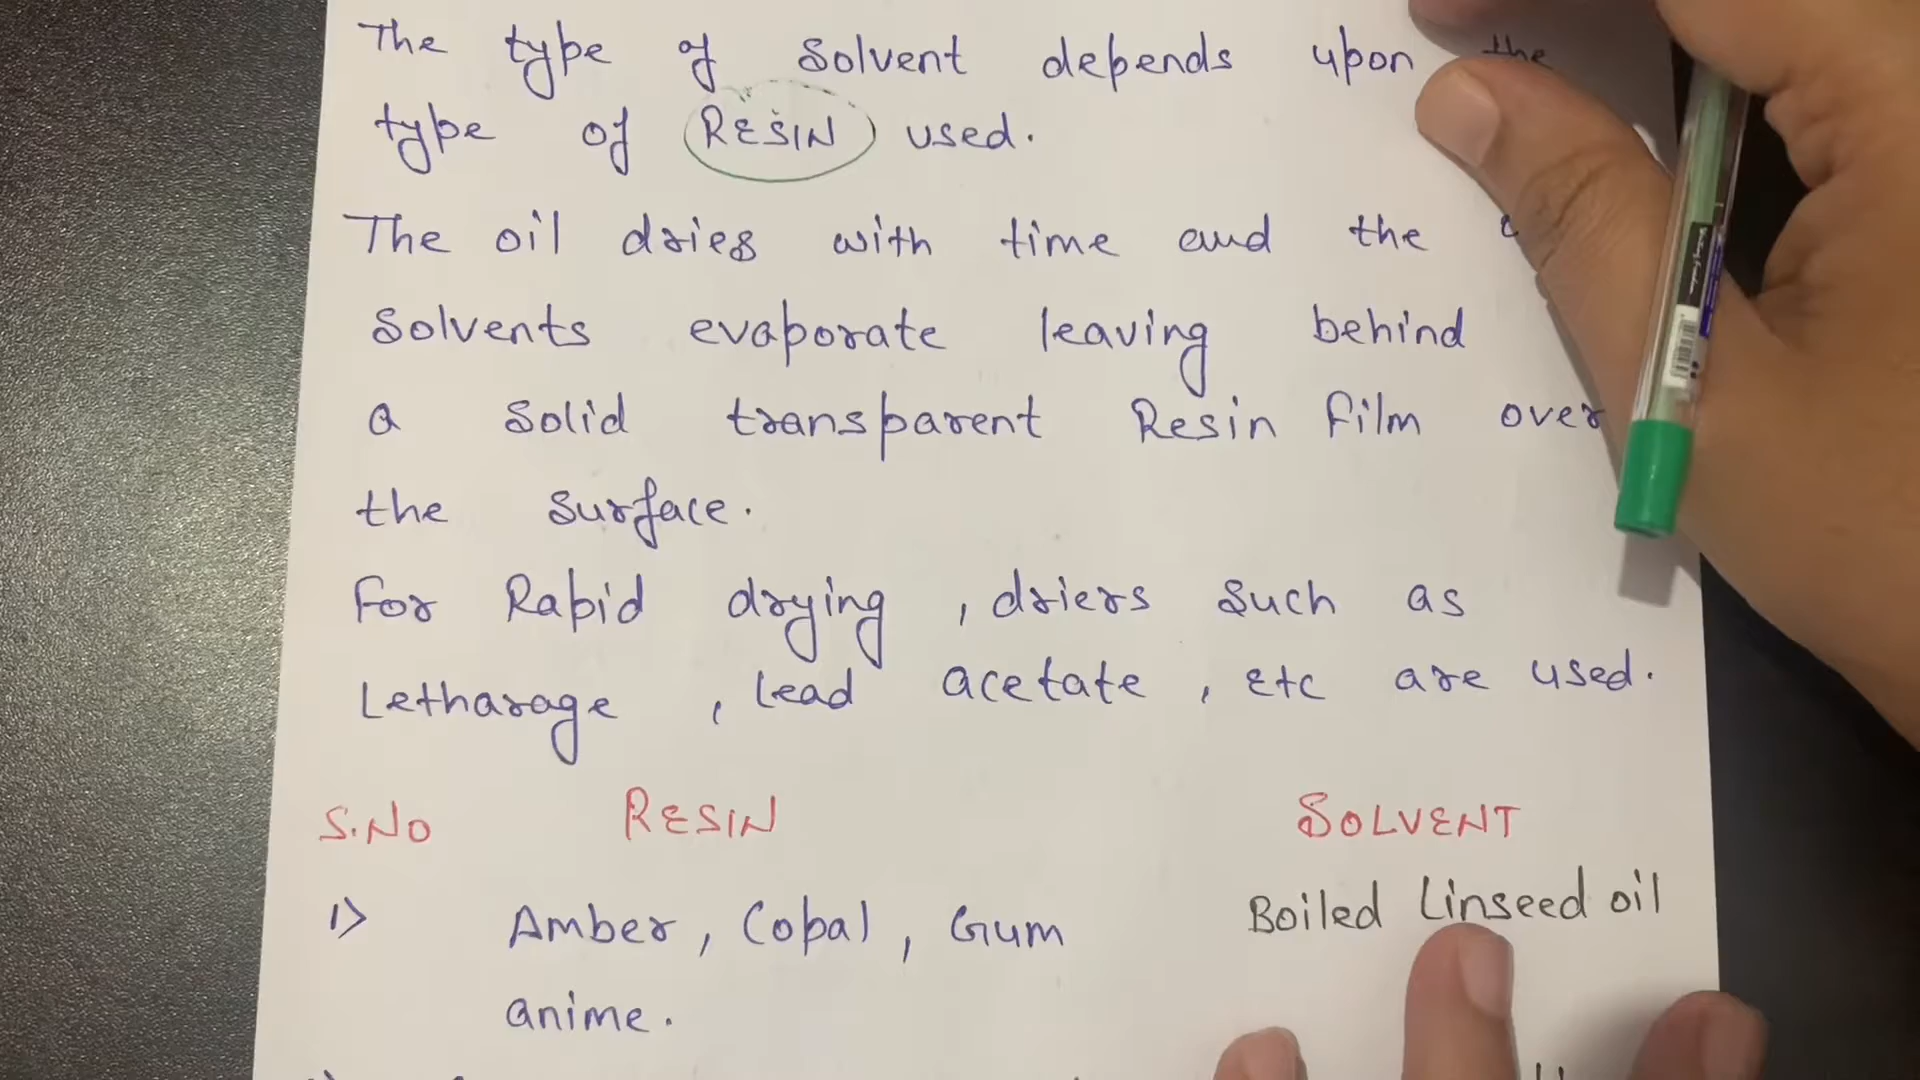 The type of Solvent depends upon the
type of RESIN used.
The oil dries with time and the
Solvents evaporate leaving behind
a Solid transparent Resin film over
the Surface.
For Rapid drying , driers Such as
Letharage , lead acetate , Etc are used.
S.No RESIN SOLVENT
1> Amber, Copal, Gum Boiled Linseed oil
anime.